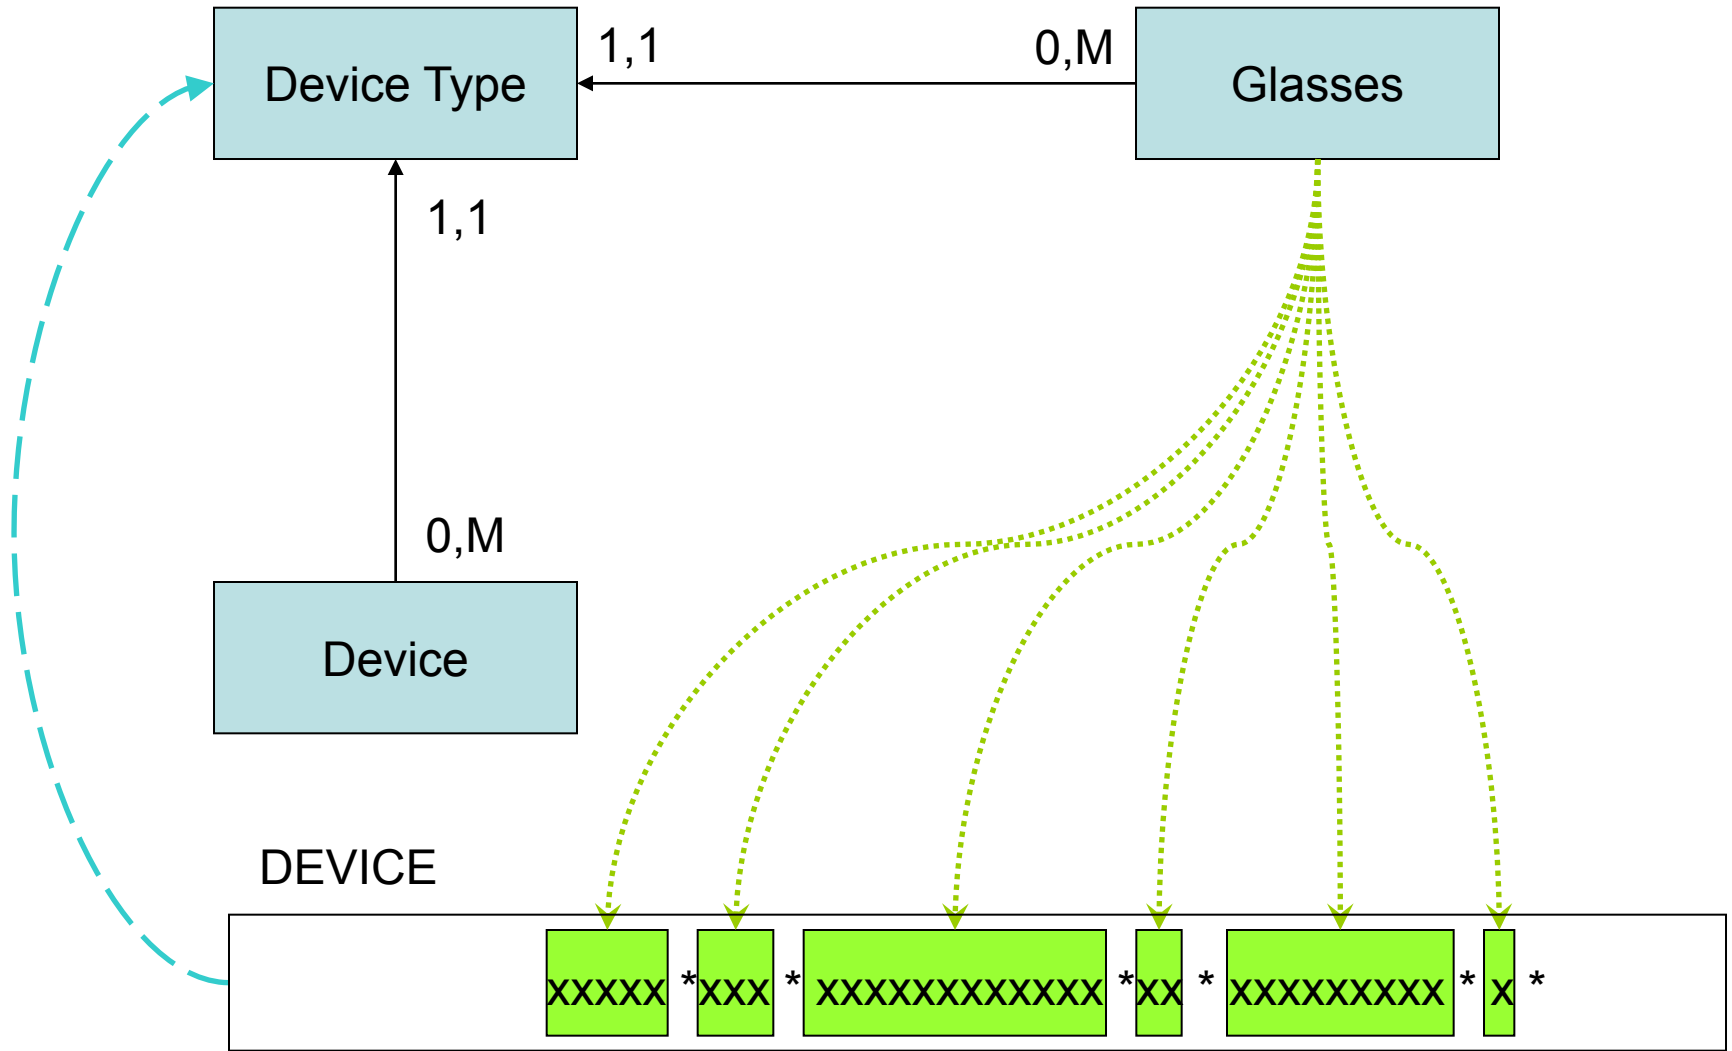 1,1 0,M
Device Type Glasses
1,1
0,M
Device
DEVICE
xxxxx * xxx * xxxxxxxxxxxx * xx * xxxxxxxxx * x *